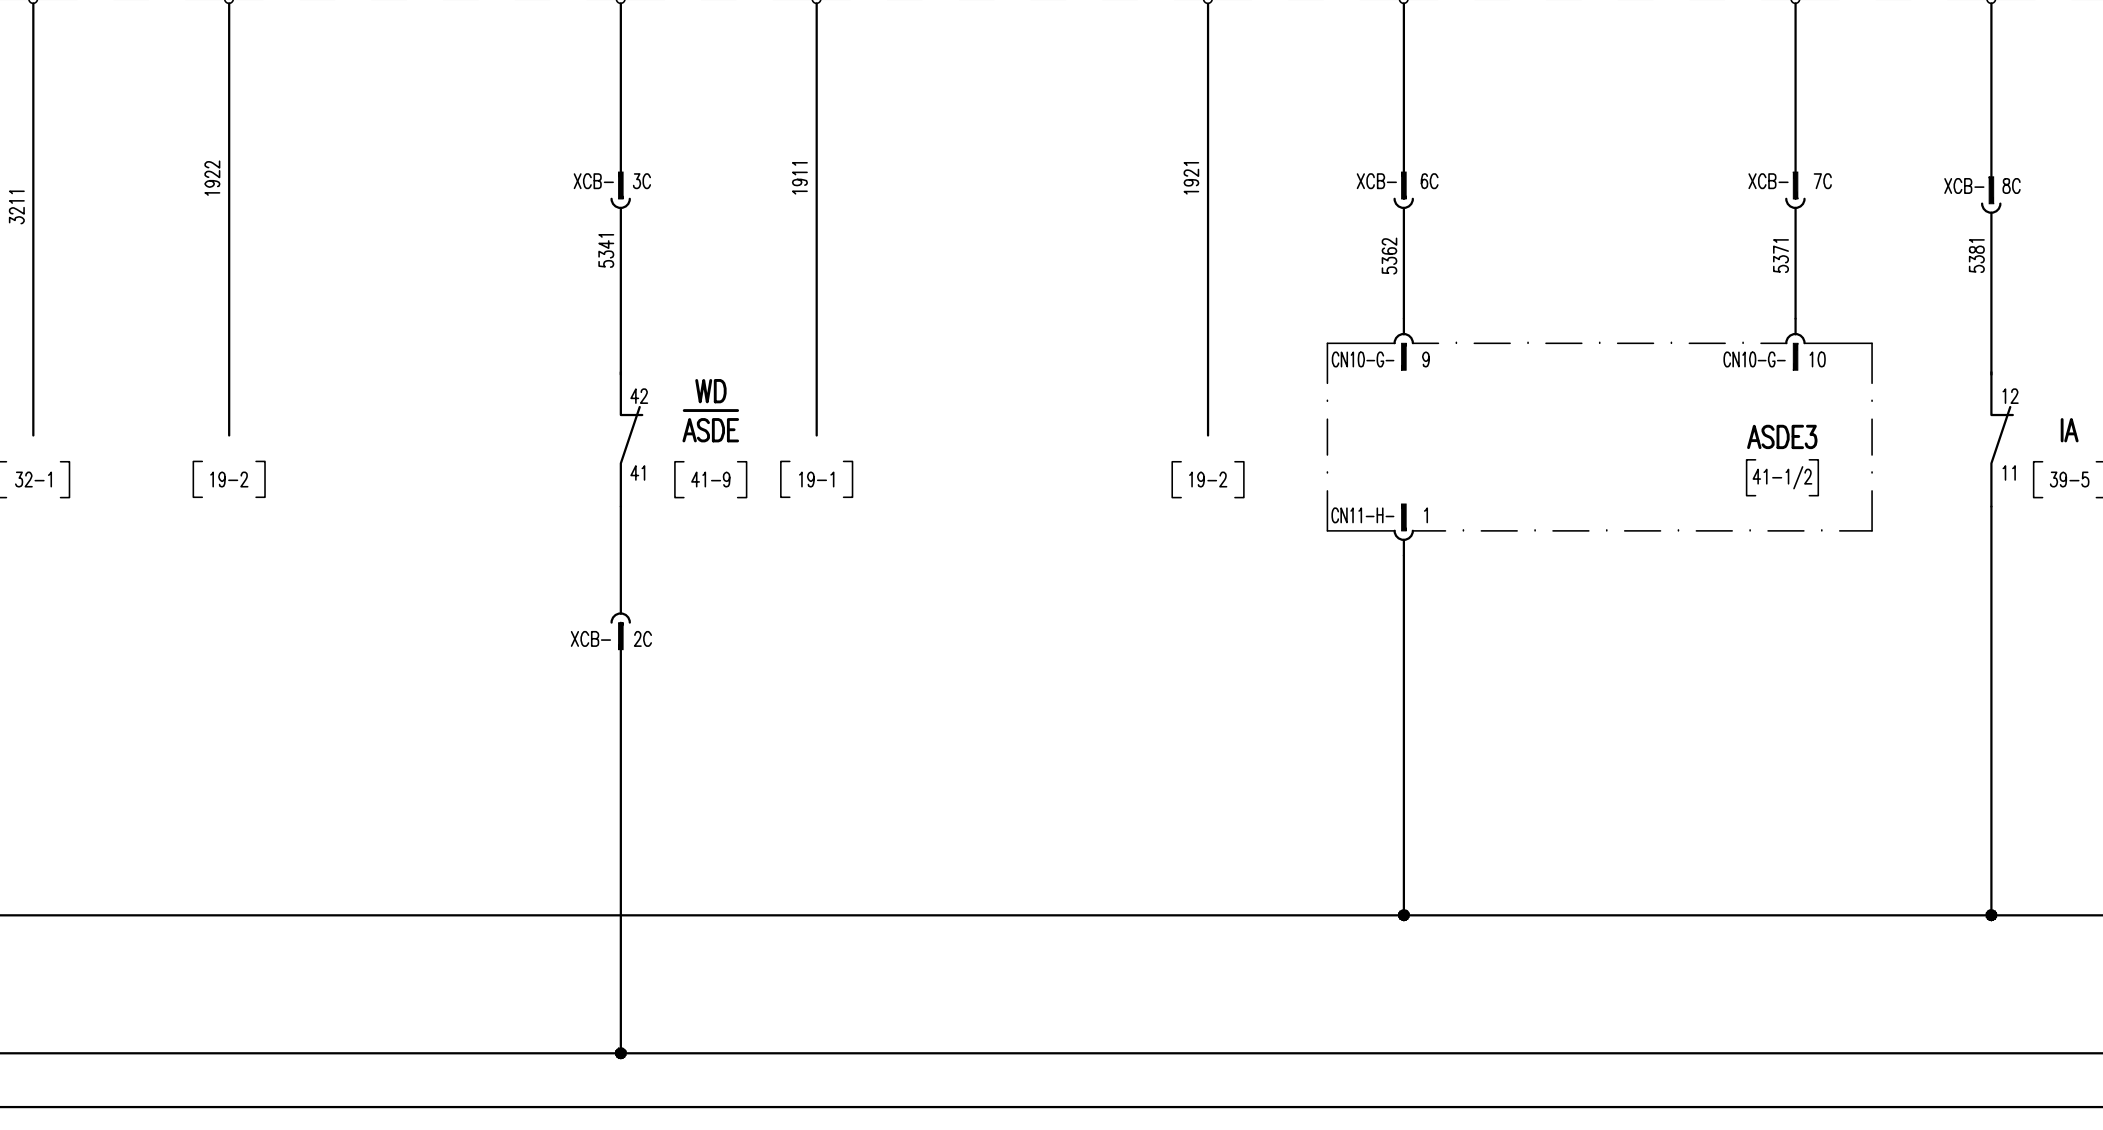 3211
1922
XCB- 3C
5341
1911
1921
XCB- 6C
5362
XCB- 7C
5371
XCB- 8C
5381
CN10-G- 9
CN10-G- 10
42
WD
ASDE
41
ASDE3
12
IA
11
[32-1]
[19-2]
[41-9]
[19-1]
[19-2]
[41-1/2]
[39-5]
CN11-H- 1
XCB- 2C